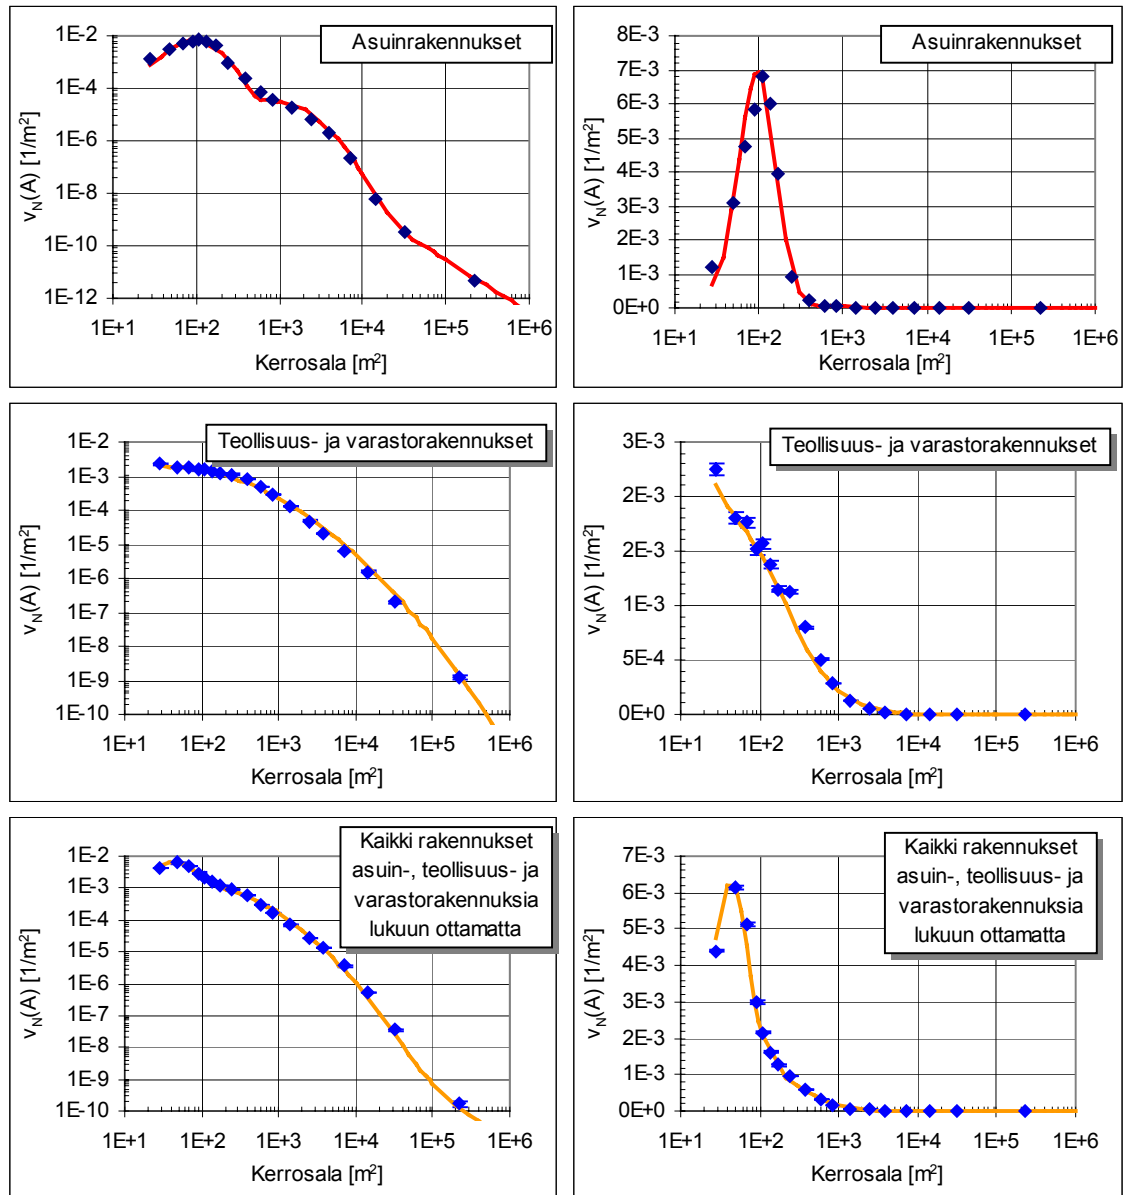 Asuinrakennukset
1E-2
1E-4
1E-6
1E-8
1E-10
1E-12
vN(A) [1/m²]
1E+1 1E+2 1E+3 1E+4 1E+5 1E+6
Kerrosala [m²]
Asuinrakennukset
8E-3
7E-3
6E-3
5E-3
4E-3
3E-3
2E-3
1E-3
0E+0
vN(A) [1/m²]
1E+1 1E+2 1E+3 1E+4 1E+5 1E+6
Kerrosala [m²]
Teollisuus- ja varastorakennukset
1E-2
1E-3
1E-4
1E-5
1E-6
1E-7
1E-8
1E-9
1E-10
vN(A) [1/m²]
1E+1 1E+2 1E+3 1E+4 1E+5 1E+6
Kerrosala [m²]
Teollisuus- ja varastorakennukset
3E-3
2E-3
2E-3
1E-3
5E-4
0E+0
vN(A) [1/m²]
1E+1 1E+2 1E+3 1E+4 1E+5 1E+6
Kerrosala [m²]
Kaikki rakennukset
asuin-, teollisuus- ja
varastorakennuksia
lukuun ottamatta
1E-2
1E-3
1E-4
1E-5
1E-6
1E-7
1E-8
1E-9
1E-10
vN(A) [1/m²]
1E+1 1E+2 1E+3 1E+4 1E+5 1E+6
Kerrosala [m²]
Kaikki rakennukset
asuin-, teollisuus- ja
varastorakennuksia
lukuun ottamatta
7E-3
6E-3
5E-3
4E-3
3E-3
2E-3
1E-3
0E+0
vN(A) [1/m²]
1E+1 1E+2 1E+3 1E+4 1E+5 1E+6
Kerrosala [m²]